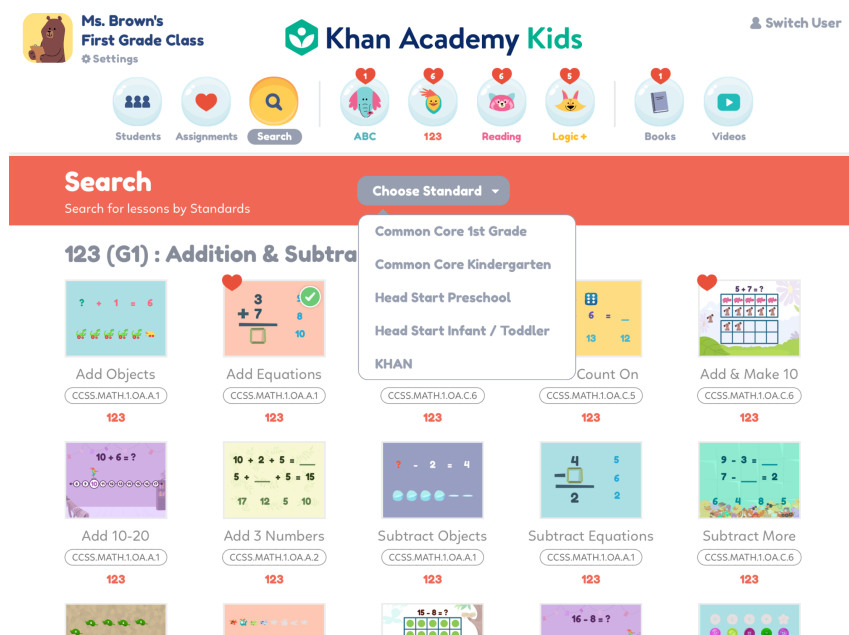 Ms. Brown's
First Grade Class
Settings
Khan Academy Kids
Switch User
1 6 6 5 1
Students Assignments Search ABC 123 Reading Logic + Books Videos
Search
Search for lessons by Standards
Choose Standard
Common Core 1st Grade
Common Core Kindergarten
Head Start Preschool
Head Start Infant / Toddler
KHAN
123 (G1) : Addition & Subtra
? + 1 = 6
3
+ 7
8
10
6 = _
13 12
5 + 7 = ?
Add Objects Add Equations Count On Add & Make 10
CCSS.MATH.1.OA.A.1 CCSS.MATH.1.OA.A.1 CCSS.MATH.1.OA.C.6 CCSS.MATH.1.OA.C.5 CCSS.MATH.1.OA.C.6
123 123 123 123 123
10 + 6 = ?
10 + 2 + 5 = __
5 + __ + 5 = 15
17 12 5 10
? - 2 = 4
4 5
- 6
2 2
9 - 3 = __
7 - __ = 2
6 4 8 5
Add 10-20 Add 3 Numbers Subtract Objects Subtract Equations Subtract More
CCSS.MATH.1.OA.A.1 CCSS.MATH.1.OA.A.2 CCSS.MATH.1.OA.A.1 CCSS.MATH.1.OA.A.1 CCSS.MATH.1.OA.C.6
123 123 123 123 123
15 - 8 = ?
16 - 8 = ?